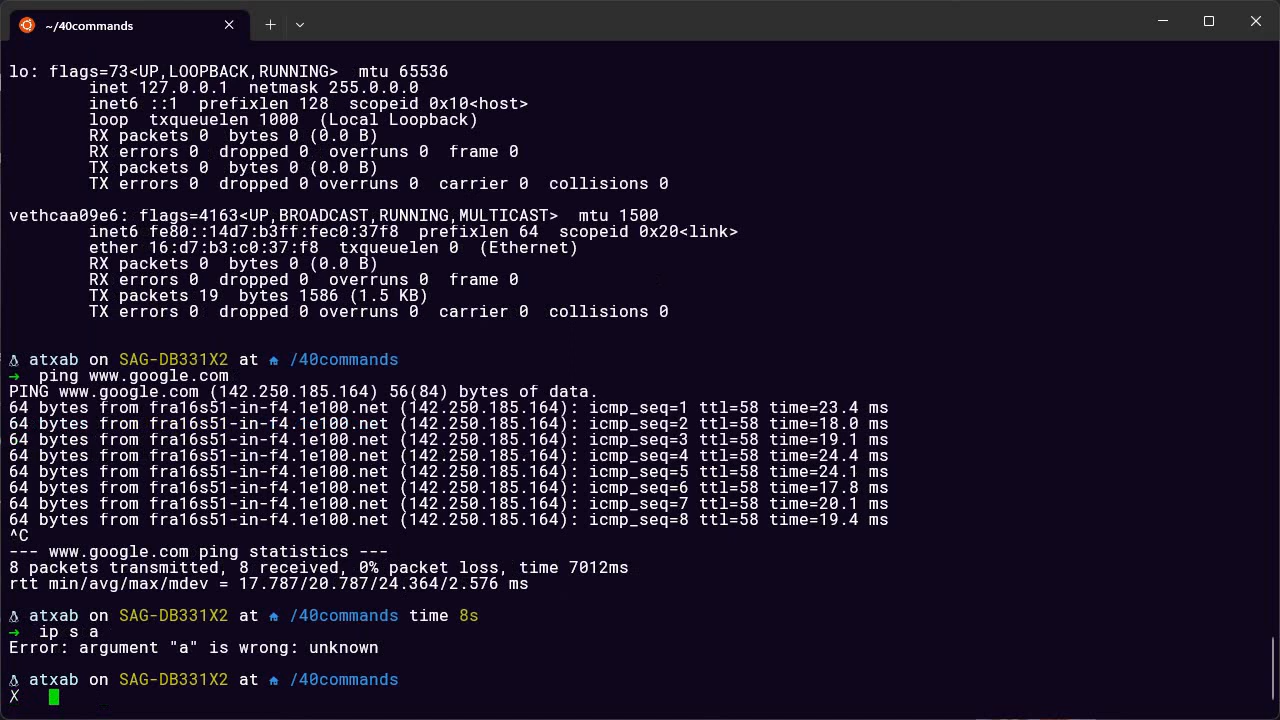 ~/40commands
lo: flags=73<UP,LOOPBACK,RUNNING>  mtu 65536
        inet 127.0.0.1  netmask 255.0.0.0
        inet6 ::1  prefixlen 128  scopeid 0x10<host>
        loop  txqueuelen 1000  (Local Loopback)
        RX packets 0  bytes 0 (0.0 B)
        RX errors 0  dropped 0  overruns 0  frame 0
        TX packets 0  bytes 0 (0.0 B)
        TX errors 0  dropped 0 overruns 0  carrier 0  collisions 0
vethcaa09e6: flags=4163<UP,BROADCAST,RUNNING,MULTICAST>  mtu 1500
        inet6 fe80::14d7:b3ff:fec0:37f8  prefixlen 64  scopeid 0x20<link>
        ether 16:d7:b3:c0:37:f8  txqueuelen 0  (Ethernet)
        RX packets 0  bytes 0 (0.0 B)
        RX errors 0  dropped 0  overruns 0  frame 0
        TX packets 19  bytes 1586 (1.5 KB)
        TX errors 0  dropped 0 overruns 0  carrier 0  collisions 0
atxab on SAG-DB331X2 at /40commands
→  ping www.google.com
PING www.google.com (142.250.185.164) 56(84) bytes of data.
64 bytes from fra16s51-in-f4.1e100.net (142.250.185.164): icmp_seq=1 ttl=58 time=23.4 ms
64 bytes from fra16s51-in-f4.1e100.net (142.250.185.164): icmp_seq=2 ttl=58 time=18.0 ms
64 bytes from fra16s51-in-f4.1e100.net (142.250.185.164): icmp_seq=3 ttl=58 time=19.1 ms
64 bytes from fra16s51-in-f4.1e100.net (142.250.185.164): icmp_seq=4 ttl=58 time=24.4 ms
64 bytes from fra16s51-in-f4.1e100.net (142.250.185.164): icmp_seq=5 ttl=58 time=24.1 ms
64 bytes from fra16s51-in-f4.1e100.net (142.250.185.164): icmp_seq=6 ttl=58 time=17.8 ms
64 bytes from fra16s51-in-f4.1e100.net (142.250.185.164): icmp_seq=7 ttl=58 time=20.1 ms
64 bytes from fra16s51-in-f4.1e100.net (142.250.185.164): icmp_seq=8 ttl=58 time=19.4 ms
^C
--- www.google.com ping statistics ---
8 packets transmitted, 8 received, 0% packet loss, time 7012ms
rtt min/avg/max/mdev = 17.787/20.787/24.364/2.576 ms
atxab on SAG-DB331X2 at /40commands time 8s
→  ip s a
Error: argument "a" is wrong: unknown
atxab on SAG-DB331X2 at /40commands
X